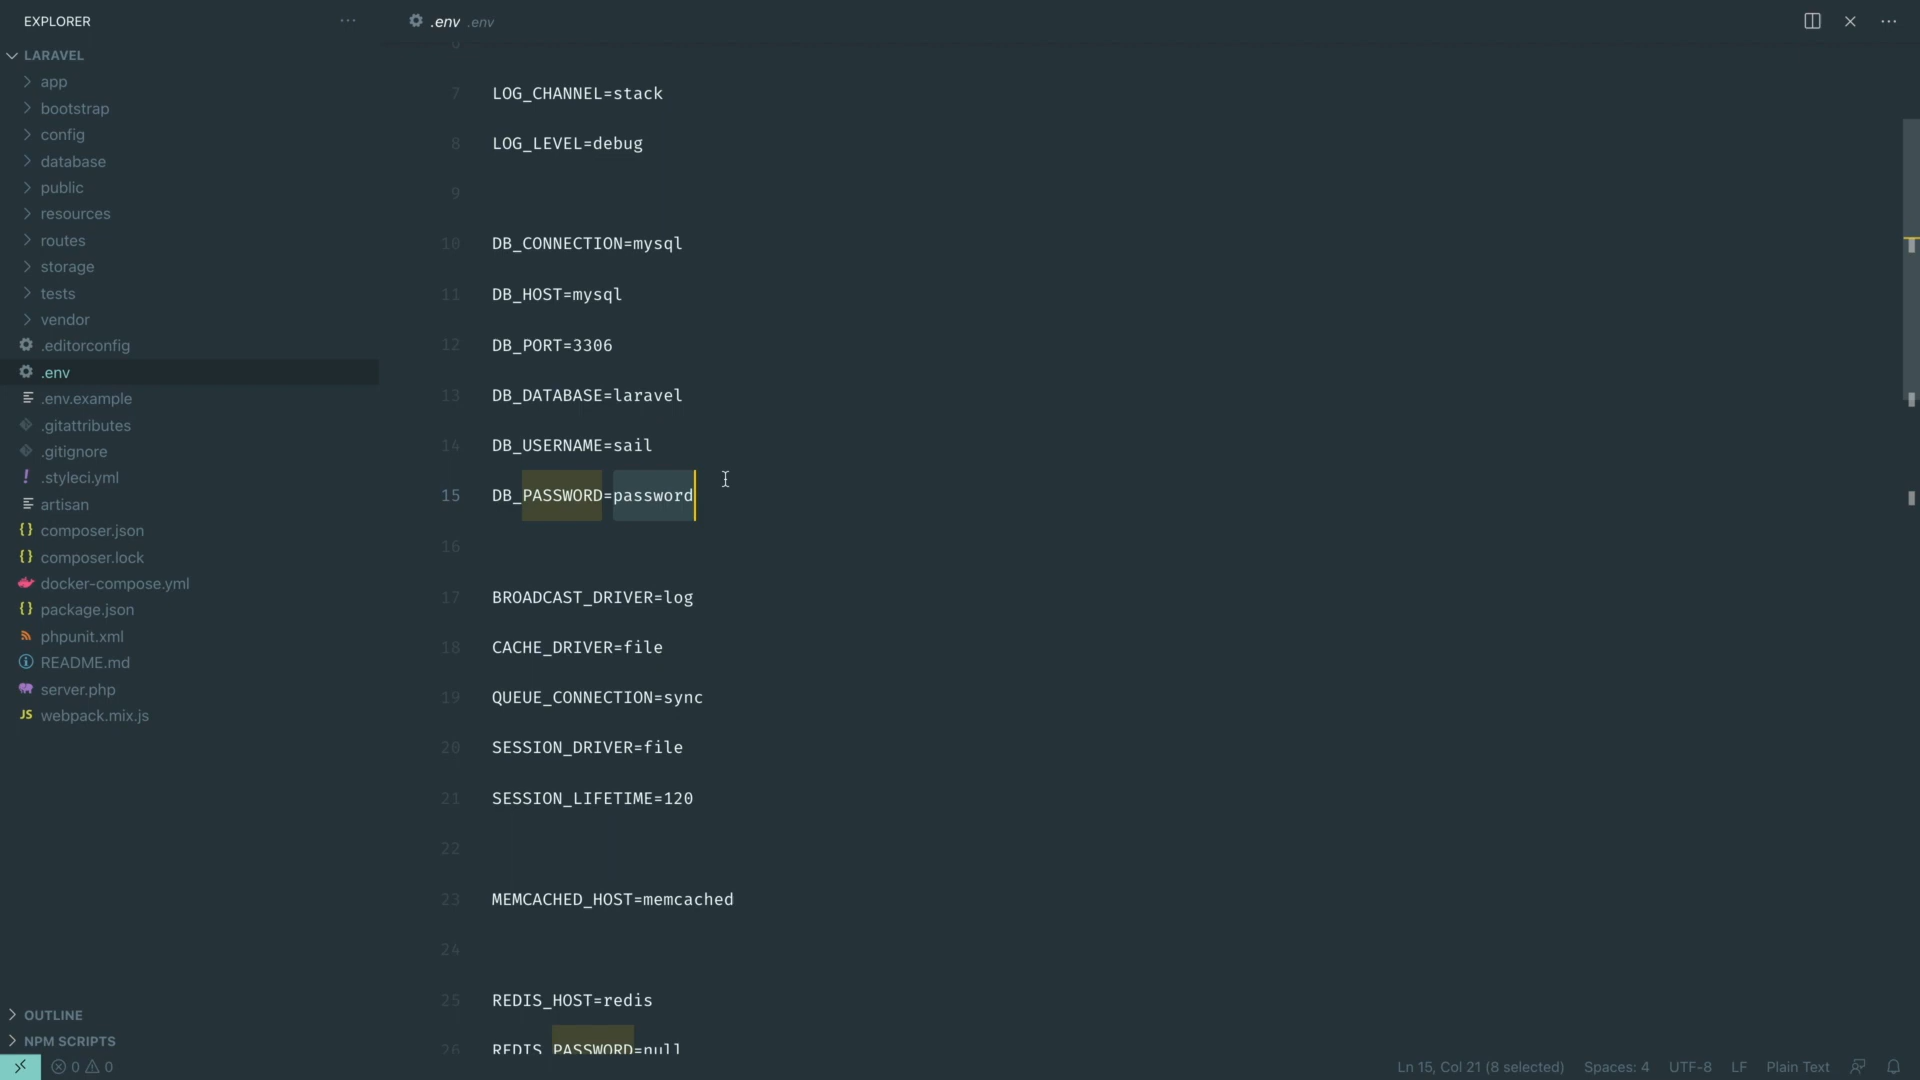 EXPLORER
.env .env
LARAVEL
app
bootstrap
config
database
public
resources
routes
storage
tests
vendor
.editorconfig
.env
.env.example
.gitattributes
.gitignore
.styleci.yml
artisan
composer.json
composer.lock
docker-compose.yml
package.json
phpunit.xml
README.md
server.php
JS webpack.mix.js
OUTLINE
NPM SCRIPTS
6
7 LOG_CHANNEL=stack
8 LOG_LEVEL=debug
9
10 DB_CONNECTION=mysql
11 DB_HOST=mysql
12 DB_PORT=3306
13 DB_DATABASE=laravel
14 DB_USERNAME=sail
15 DB_PASSWORD=password
16
17 BROADCAST_DRIVER=log
18 CACHE_DRIVER=file
19 QUEUE_CONNECTION=sync
20 SESSION_DRIVER=file
21 SESSION_LIFETIME=120
22
23 MEMCACHED_HOST=memcached
24
25 REDIS_HOST=redis
26 REDIS_PASSWORD=null
0 0
Ln 15, Col 21 (8 selected) Spaces: 4 UTF-8 LF Plain Text